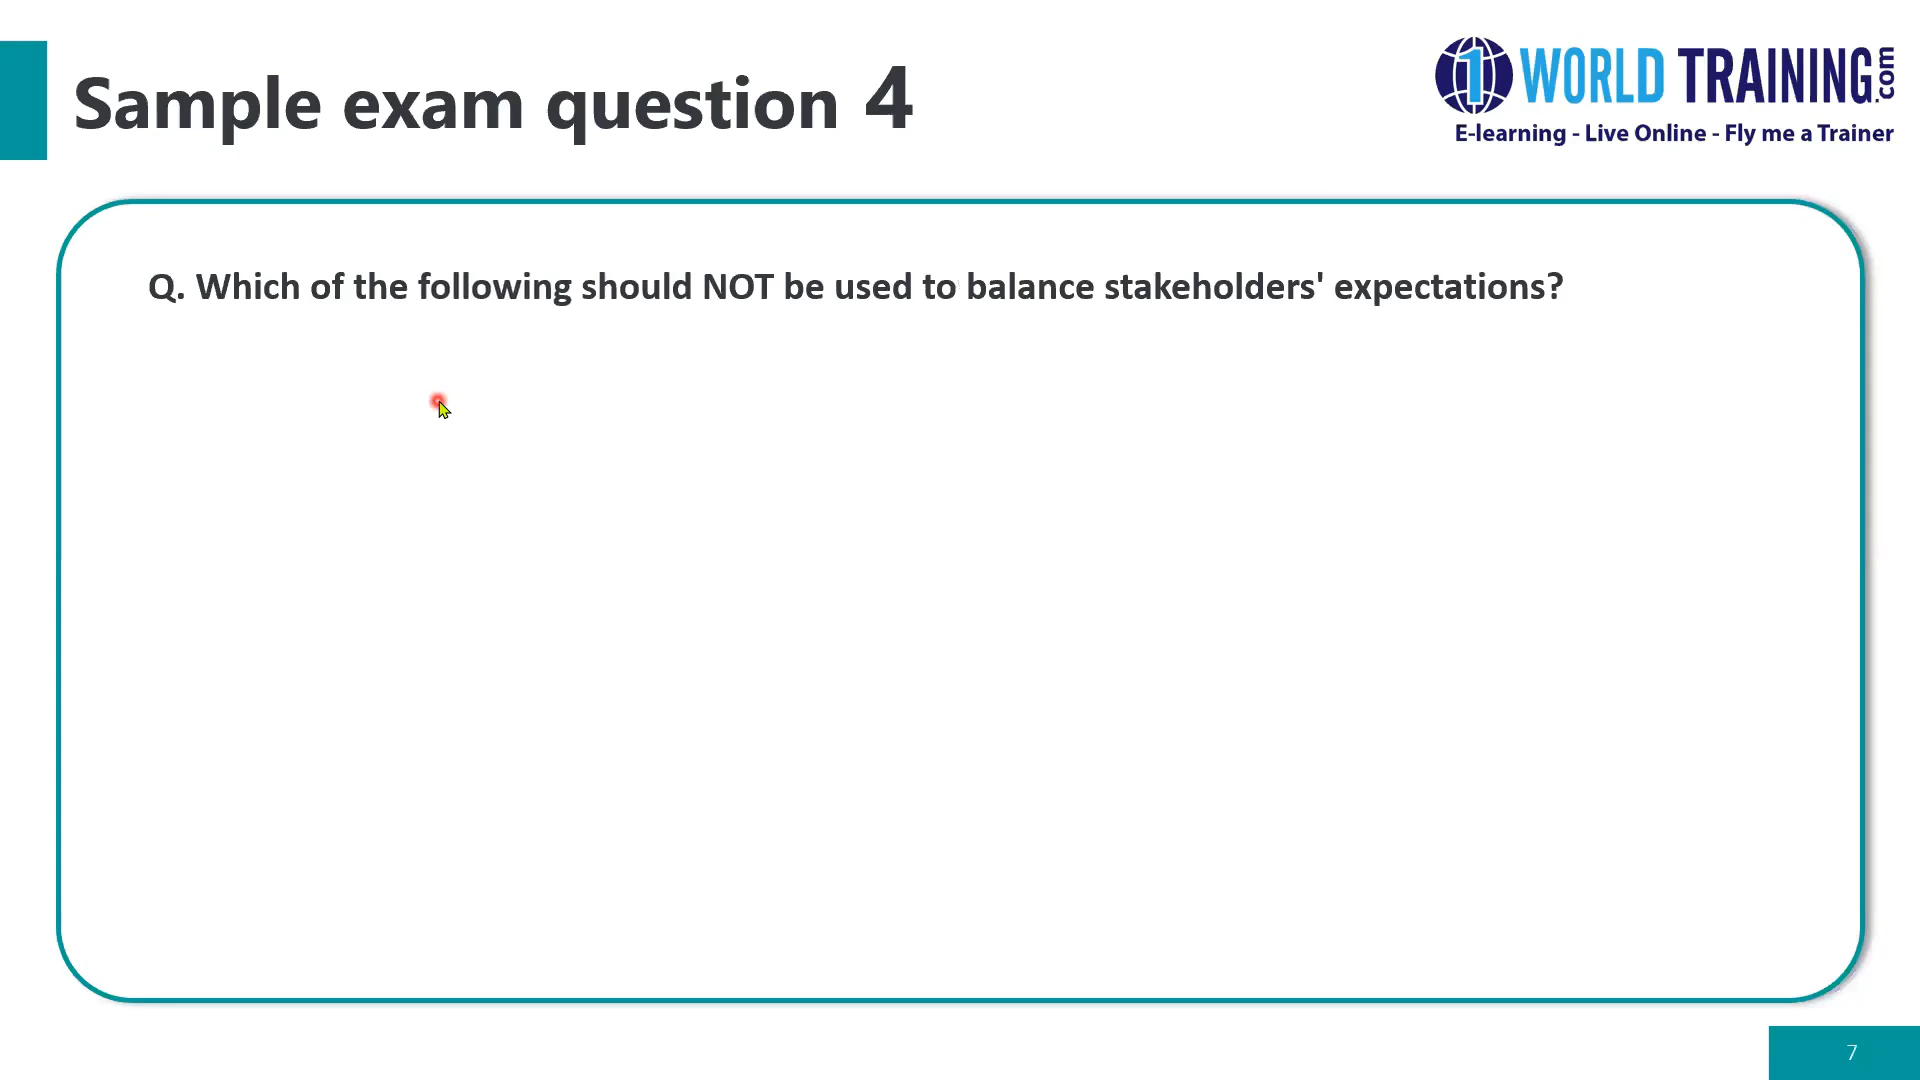 Sample exam question 4
1 WORLD TRAINING.com
E-learning - Live Online - Fly me a Trainer
Q. Which of the following should NOT be used to balance stakeholders' expectations?
7